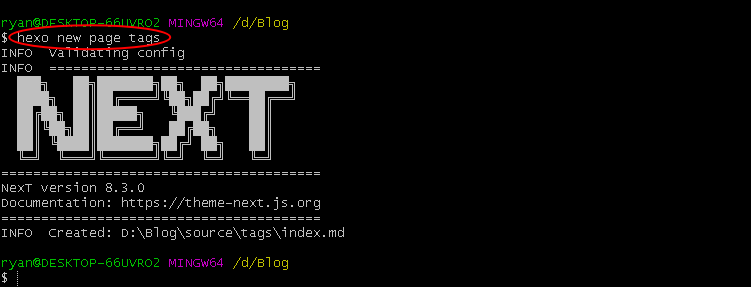 ryan@DESKTOP-66UVRO2 MINGW64 /d/Blog
$ hexo new page tags
INFO  Validating config
INFO  ==================================
NEXT
========================================
NexT version 8.3.0
Documentation: https://theme-next.js.org
========================================
INFO  Created: D:\Blog\source\tags\index.md
ryan@DESKTOP-66UVRO2 MINGW64 /d/Blog
$